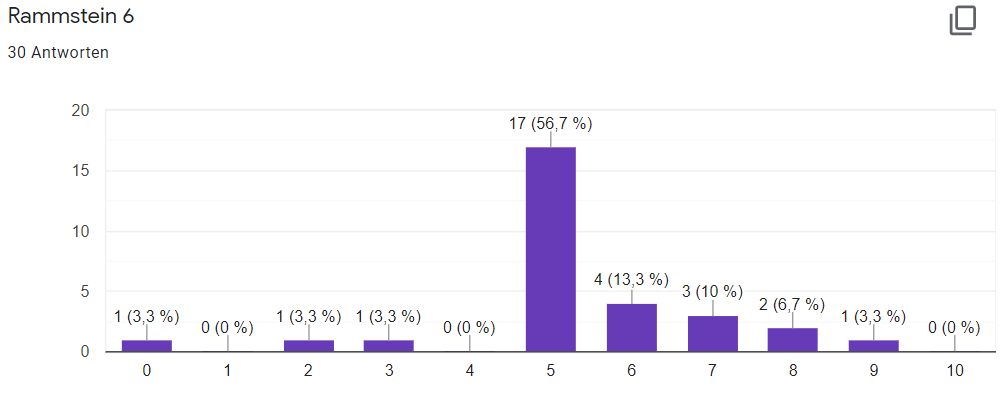 Rammstein 6
30 Antworten
20
15
10
5
0
1 (3,3 %)
0 (0 %)
1 (3,3 %)
1 (3,3 %)
0 (0 %)
17 (56,7 %)
4 (13,3 %)
3 (10 %)
2 (6,7 %)
1 (3,3 %)
0 (0 %)
0 1 2 3 4 5 6 7 8 9 10